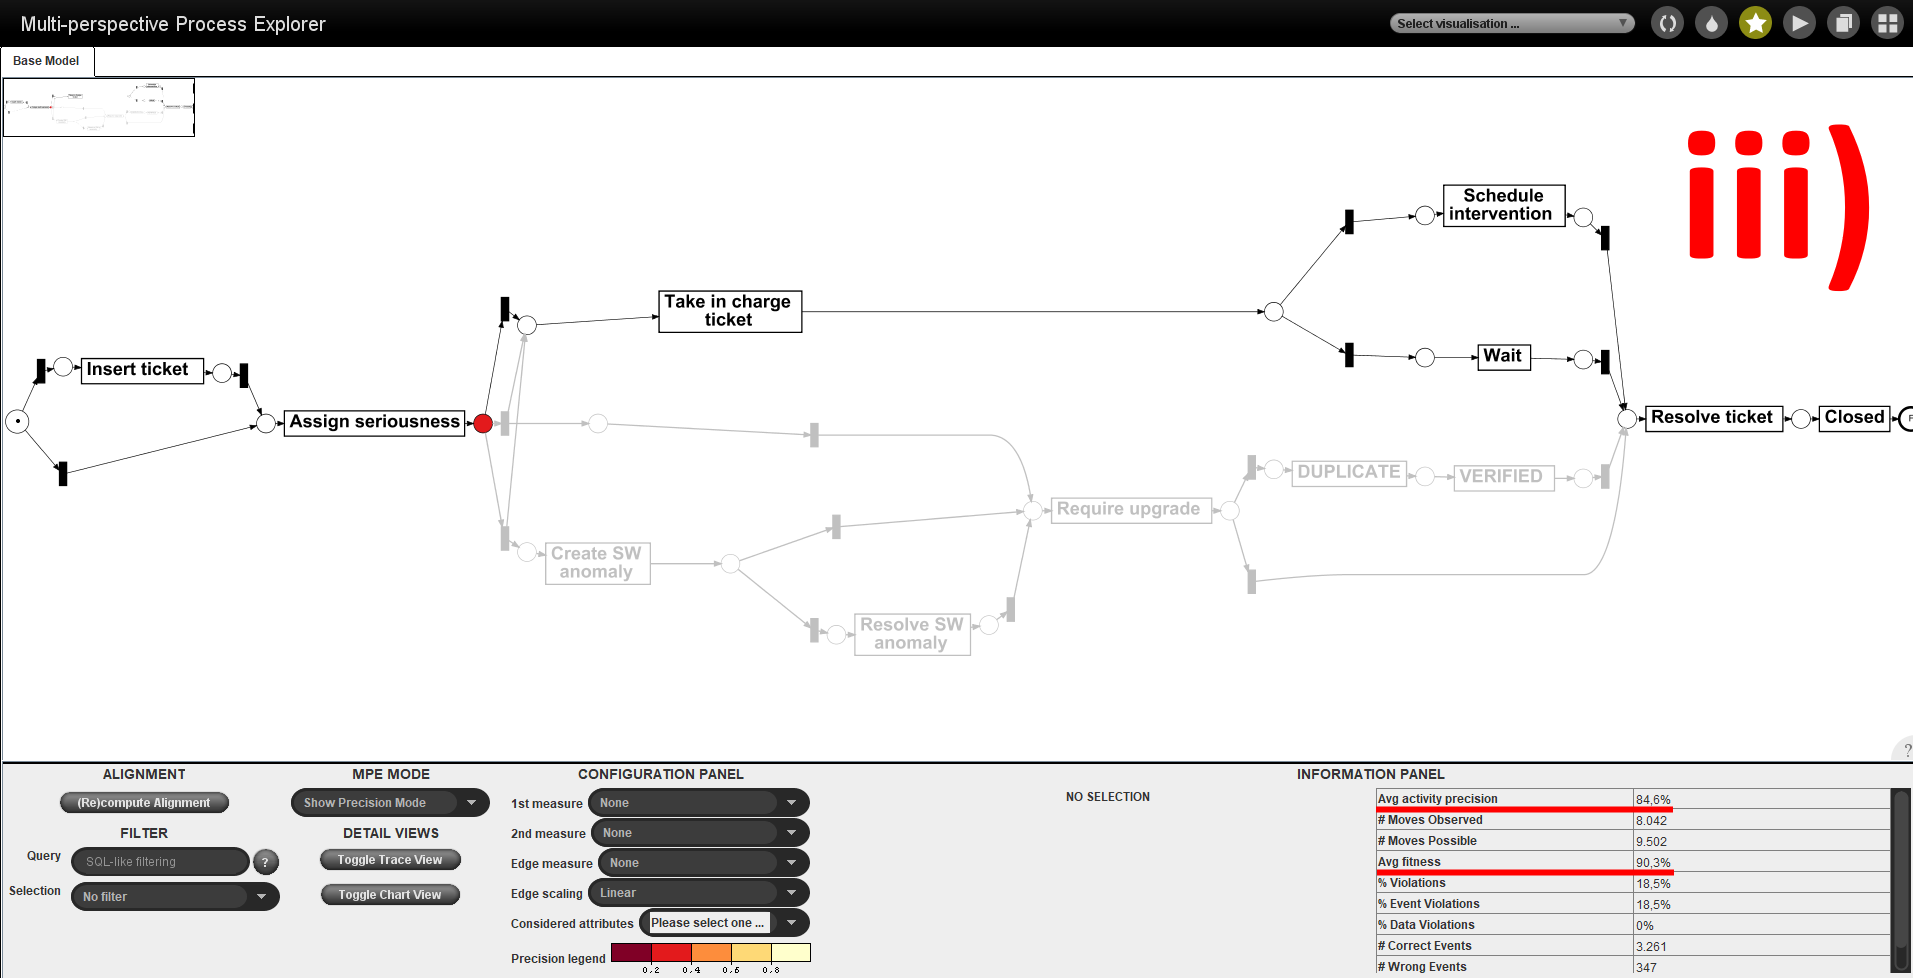 Multi-perspective Process Explorer
Select visualisation ...
Base Model
iii)
Schedule
intervention
Take in charge
ticket
Wait
Insert ticket
Assign seriousness
Resolve ticket
Closed
DUPLICATE
VERIFIED
Require upgrade
Create SW
anomaly
Resolve SW
anomaly
?
ALIGNMENT
(Re)compute Alignment
FILTER
Query
SQL-like filtering
?
Selection
No filter
MPE MODE
Show Precision Mode
DETAIL VIEWS
Toggle Trace View
Toggle Chart View
CONFIGURATION PANEL
1st measure
None
2nd measure
None
Edge measure
None
Edge scaling
Linear
Considered attributes
Please select one ...
Precision legend
0.2 0.4 0.6 0.8
NO SELECTION
INFORMATION PANEL
Avg activity precision 84,6%
# Moves Observed 8.042
# Moves Possible 9.502
Avg fitness 90,3%
% Violations 18,5%
% Event Violations 18,5%
% Data Violations 0%
# Correct Events 3.261
# Wrong Events 347